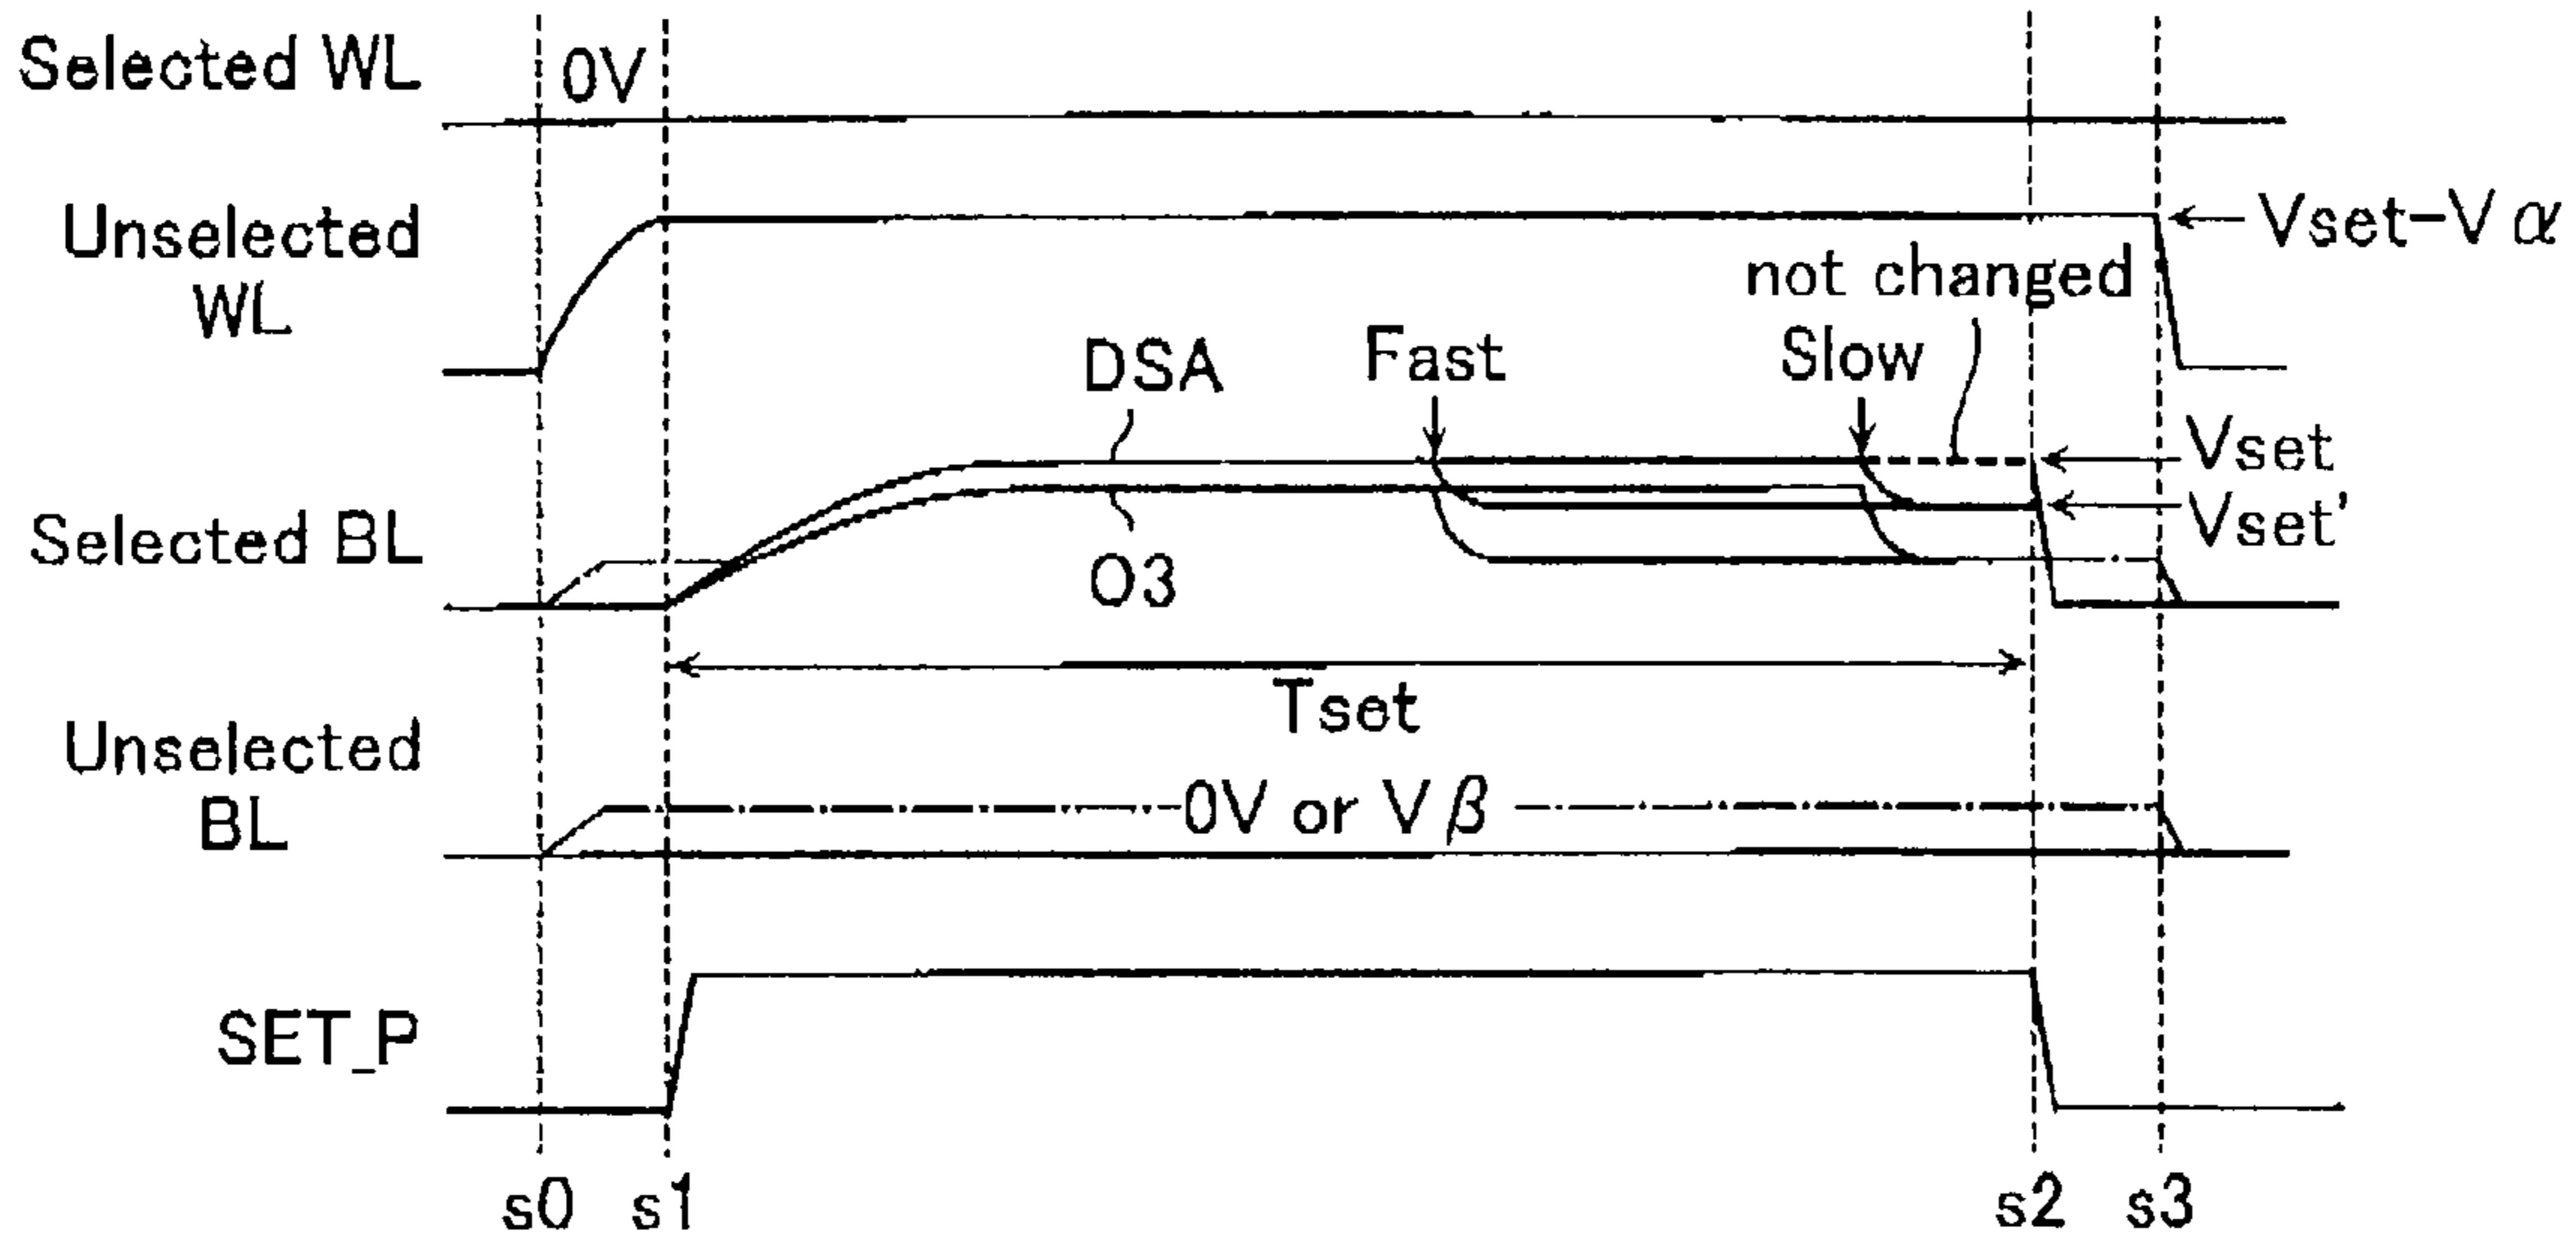 Selected WL
0V
Unselected
WL
Vset-Vα
not changed
DSA
Fast
Slow
Vset
Selected BL
Vset'
O3
Tset
Unselected
BL
0V or Vβ
SET_P
s0
s1
s2
s3